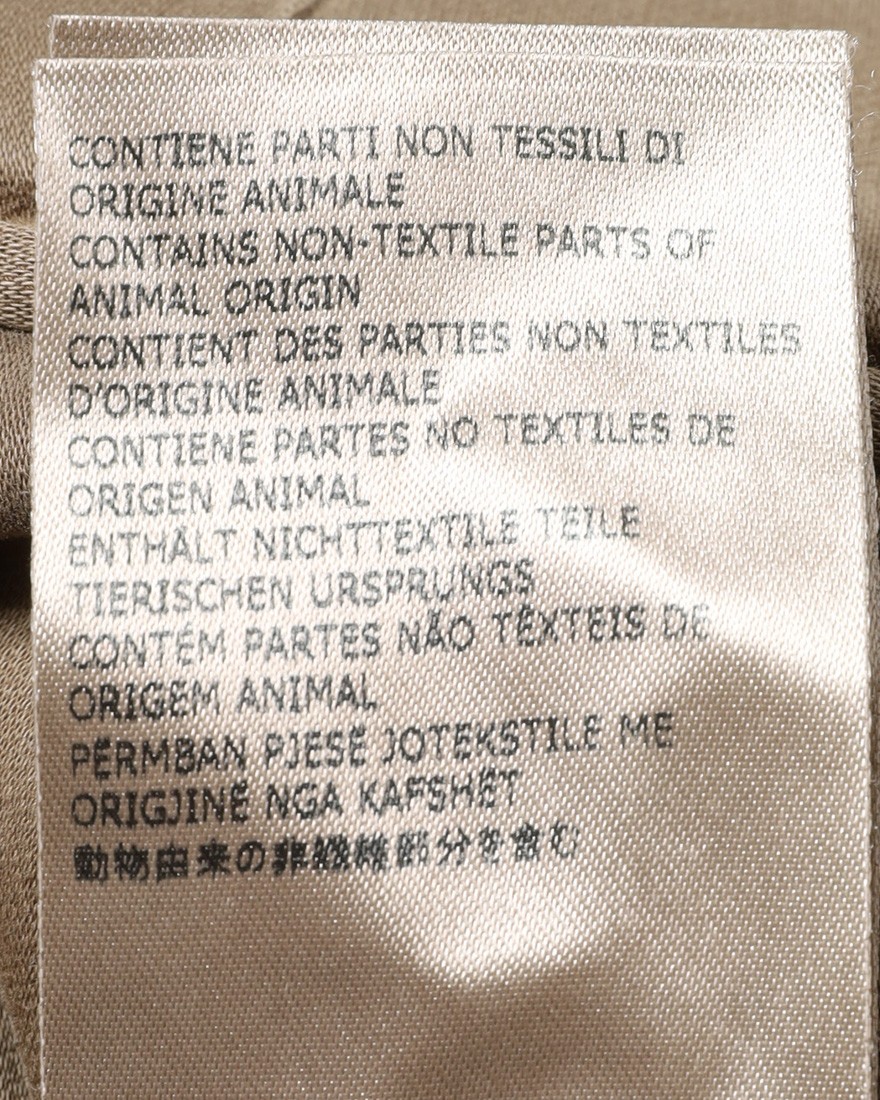 CONTIENE PARTI NON TESSILI DI
ORIGINE ANIMALE
CONTAINS NON-TEXTILE PARTS OF
ANIMAL ORIGIN
CONTIENT DES PARTIES NON TEXTILES
D'ORIGINE ANIMALE
CONTIENE PARTES NO TEXTILES DE
ORIGEN ANIMAL
ENTHÄLT NICHTTEXTILE TEILE
TIERISCHEN URSPRUNGS
CONTÉM PARTES NÃO TÊXTEIS DE
ORIGEM ANIMAL
PËRMBAN PJESË JOTEKSTILE ME
ORIGJINË NGA KAFSHËT
動物由来の非繊維部分を含む